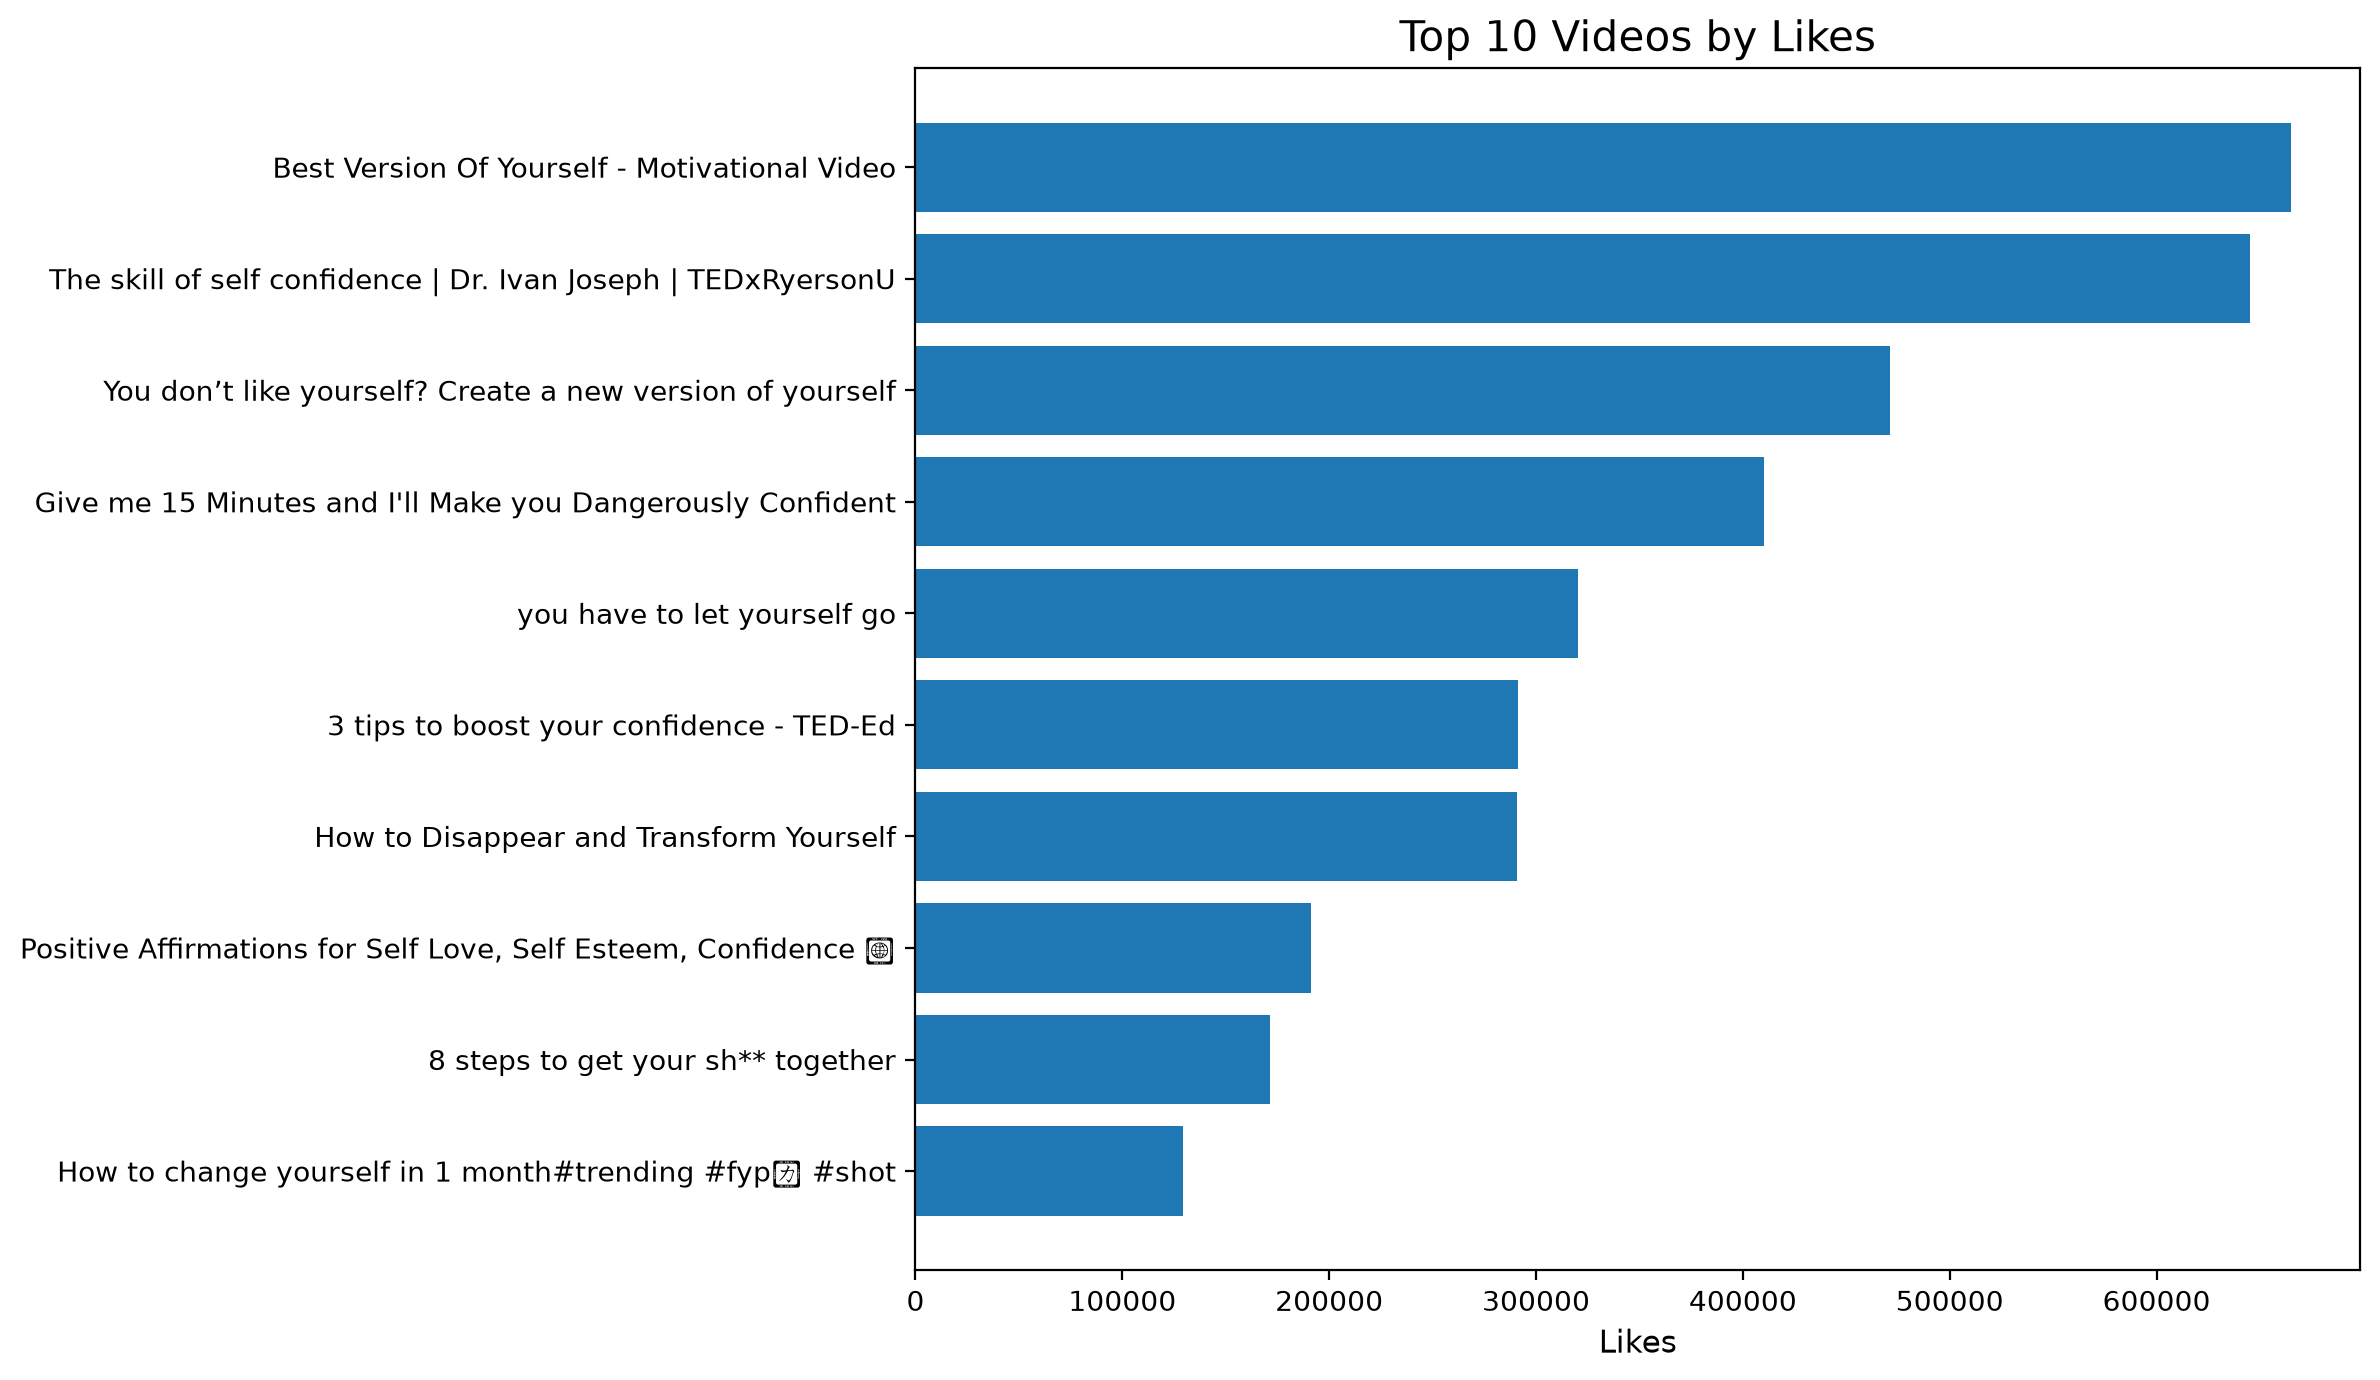 Top 10 Videos by Likes
Best Version Of Yourself - Motivational Video
The skill of self confidence | Dr. Ivan Joseph | TEDxRyersonU
You don’t like yourself? Create a new version of yourself
Give me 15 Minutes and I'll Make you Dangerously Confident
you have to let yourself go
3 tips to boost your confidence - TED-Ed
How to Disappear and Transform Yourself
Positive Affirmations for Self Love, Self Esteem, Confidence
8 steps to get your sh** together
How to change yourself in 1 month#trending #fyp #shot
0 100000 200000 300000 400000 500000 600000
Likes